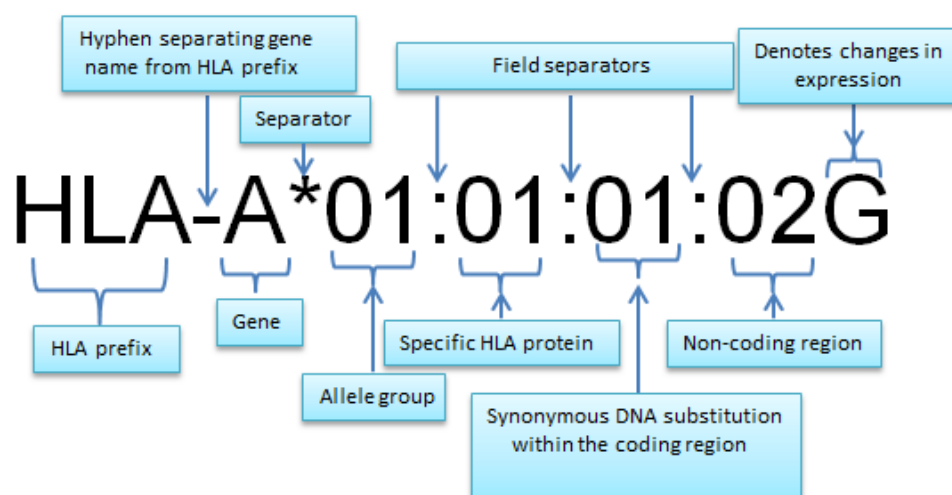 Hyphen separating gene
name from HLA prefix
Separator
Field separators
Denotes changes in
expression
HLA-A*01:01:01:02G
HLA prefix
Gene
Allele group
Specific HLA protein
Synonymous DNA substitution
within the coding region
Non-coding region